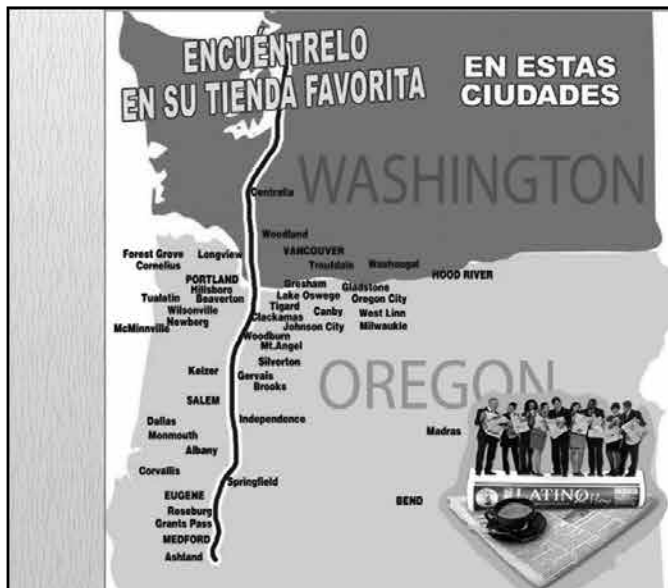 ENCUÉNTRELO
EN SU TIENDA FAVORITA
EN ESTAS
CIUDADES
WASHINGTON
Centralia
Woodland
VANCOUVER
Forest Grove
Longview
Cornelius
Troutdale
Washougal
HOOD RIVER
PORTLAND
Hillsboro
Gresham
Gladstone
Tualatin
Beaverton
Lake Oswego
Oregon City
Wilsonville
Tigard
Canby
West Linn
Newberg
Clackamas
McMinnville
Johnson City
Milwaukie
Woodburn
Mt.Angel
Silverton
Keizer
Gervais
Brooks
OREGON
SALEM
Dallas
Independence
Madras
Monmouth
Albany
Corvallis
Springfield
EUGENE
BEND
LATINO
Roseburg
Grants Pass
MEDFORD
Ashland